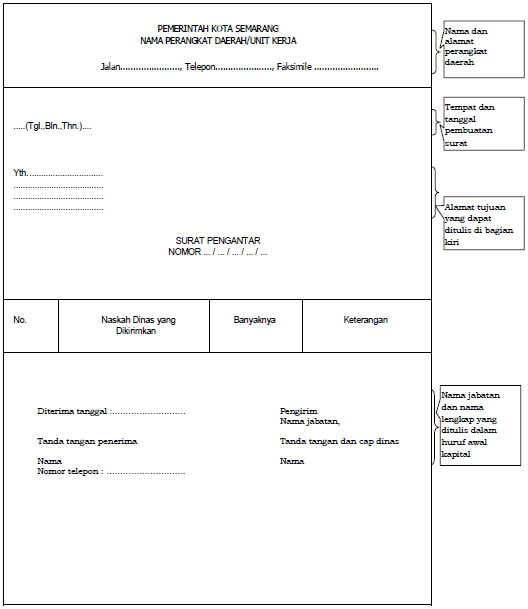 PEMERINTAH KOTA SEMARANG
NAMA PERANGKAT DAERAH/UNIT KERJA
Jalan......................., Telepon......................, Faksimile .........................
Nama dan
alamat
perangkat
daerah
.....(Tgl.,Bln.,Thn.)....
Tempat dan
tanggal
pembuatan
surat
Yth..............................
...................................
...................................
...................................
Alamat tujuan
yang dapat
ditulis di bagian
kiri
SURAT PENGANTAR
NOMOR ... / ... / ... / ... / ...
No. Naskah Dinas yang Banyaknya Keterangan
Dikirimkan
Diterima tanggal :.......................... Pengirim
Nama jabatan,
Tanda tangan penerima Tanda tangan dan cap dinas
Nama Nama
Nomor telepon : ............................
Nama jabatan
dan nama
lengkap yang
ditulis dalam
huruf awal
kapital